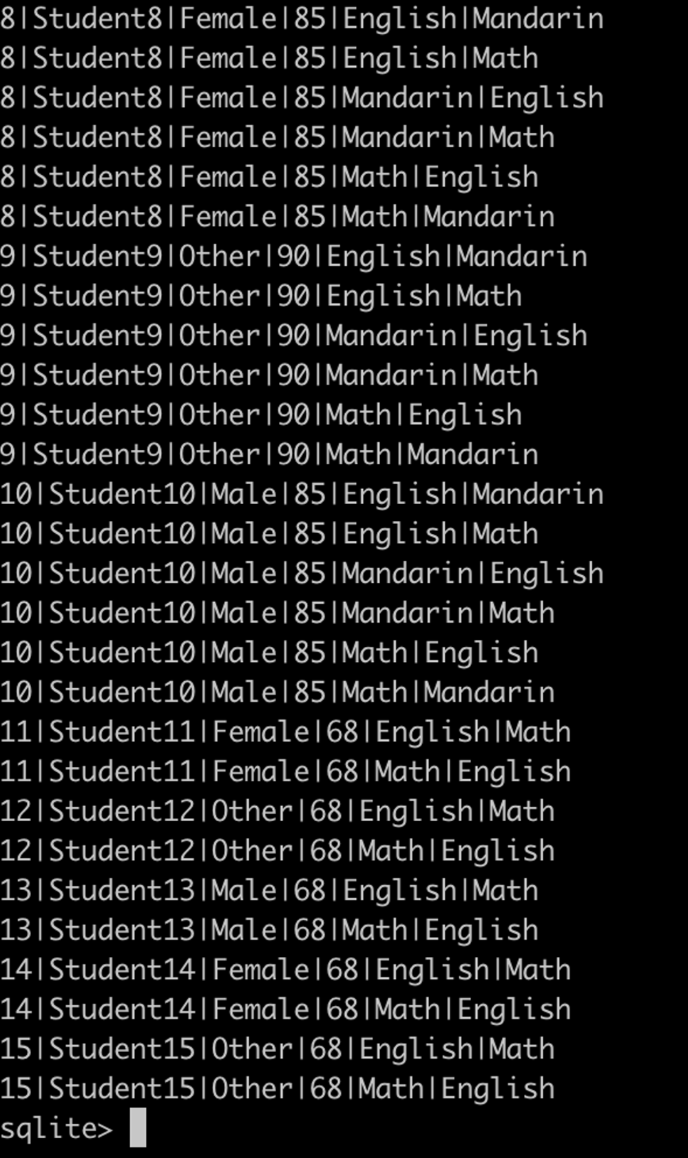 8|Student8|Female|85|English|Mandarin
8|Student8|Female|85|English|Math
8|Student8|Female|85|Mandarin|English
8|Student8|Female|85|Mandarin|Math
8|Student8|Female|85|Math|English
8|Student8|Female|85|Math|Mandarin
9|Student9|Other|90|English|Mandarin
9|Student9|Other|90|English|Math
9|Student9|Other|90|Mandarin|English
9|Student9|Other|90|Mandarin|Math
9|Student9|Other|90|Math|English
9|Student9|Other|90|Math|Mandarin
10|Student10|Male|85|English|Mandarin
10|Student10|Male|85|English|Math
10|Student10|Male|85|Mandarin|English
10|Student10|Male|85|Mandarin|Math
10|Student10|Male|85|Math|English
10|Student10|Male|85|Math|Mandarin
11|Student11|Female|68|English|Math
11|Student11|Female|68|Math|English
12|Student12|Other|68|English|Math
12|Student12|Other|68|Math|English
13|Student13|Male|68|English|Math
13|Student13|Male|68|Math|English
14|Student14|Female|68|English|Math
14|Student14|Female|68|Math|English
15|Student15|Other|68|English|Math
15|Student15|Other|68|Math|English
sqlite>